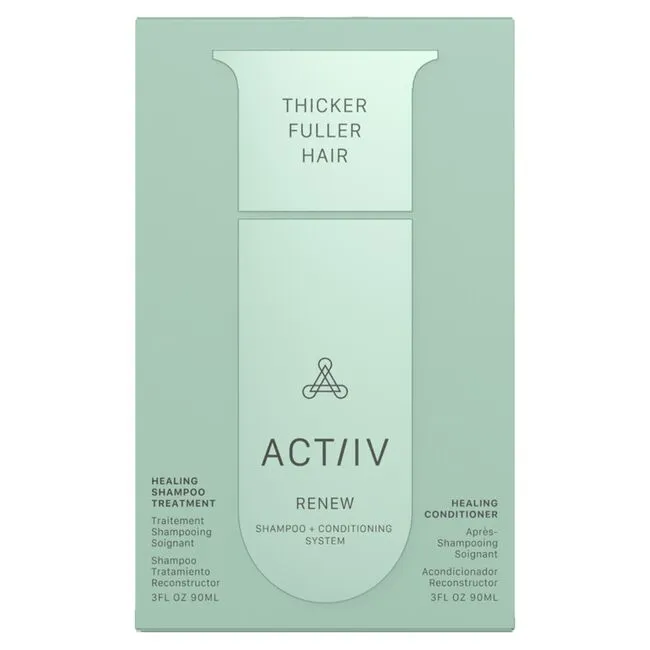 THICKER
FULLER
HAIR
ACT/IV
RENEW
SHAMPOO + CONDITIONING
SYSTEM
HEALING
SHAMPOO
TREATMENT
Traitement
Shampooing
Soignant
Shampoo
Tratamiento
Reconstructor
3FL OZ 90ML
HEALING
CONDITIONER
Après-
Shampooing
Soignant
Acondicionador
Reconstructor
3FL OZ 90ML